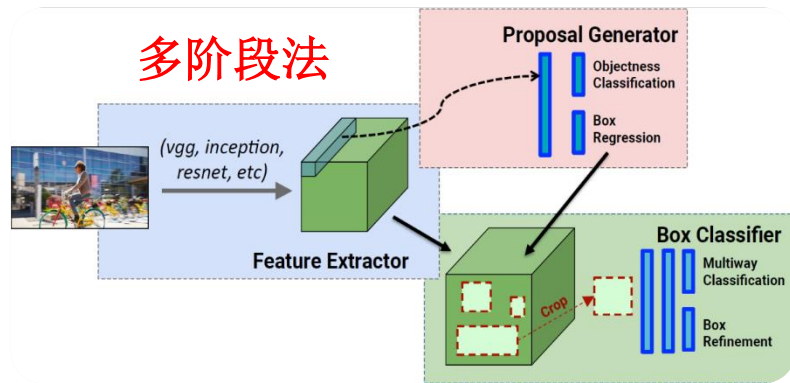 多阶段法
Proposal Generator
Objectness
Classification
Box
Regression
(vgg, inception,
resnet, etc)
Feature Extractor
Box Classifier
Multiway
Classification
Crop
Box
Refinement